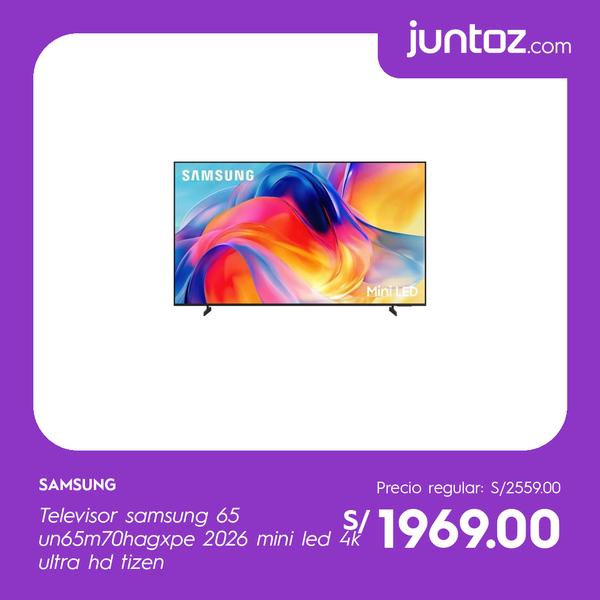 juntoz.com
SAMSUNG
Mini LED
SAMSUNG
Precio regular: S/2559.00
Televisor samsung 65
un65m70hagxpe 2026 mini led 4k
ultra hd tizen
S/ 1969.00